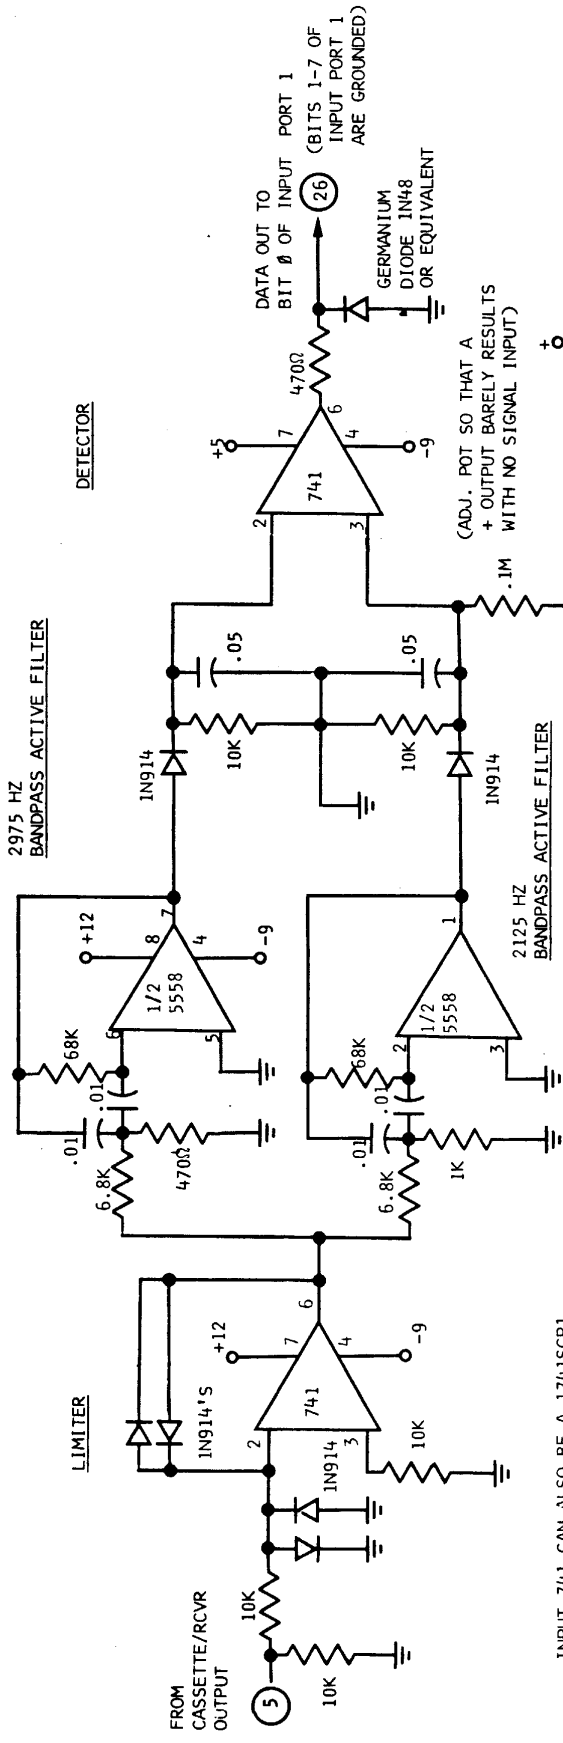 FROM
CASSETTE/RCVR
OUTPUT
5
10K
10K
LIMITER
1N914'S
1N914
2
3
741
+12
7
6
4
-9
10K
2975 HZ
BANDPASS ACTIVE FILTER
6.8K
.01
.01
470Ω
68K
6
5
1/2
5558
+12
8
7
4
-9
1N914
6.8K
.01
.01
1K
68K
2
3
1/2
5558
1
2125 HZ
BANDPASS ACTIVE FILTER
1N914
10K
.05
10K
.05
DETECTOR
2
3
741
+5
7
6
4
-9
470Ω
DATA OUT TO
BIT Ø OF INPUT PORT 1
26
(BITS 1-7 OF
INPUT PORT 1
ARE GROUNDED)
GERMANIUM
DIODE 1N48
OR EQUIVALENT
(ADJ. POT SO THAT A
+ OUTPUT BARELY RESULTS
WITH NO SIGNAL INPUT)
.1M
+